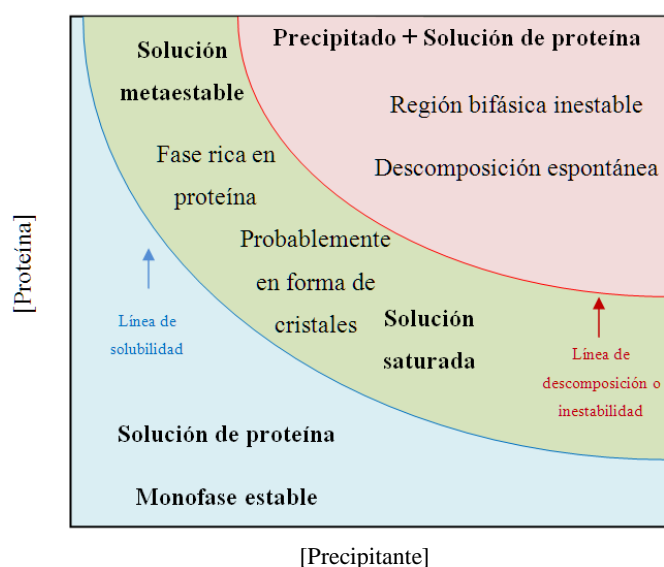 Solución
metaestable
Precipitado + Solución de proteína
Región bifásica inestable
Descomposición espontánea
Fase rica en
proteína
Probablemente
en forma de
cristales
Solución
saturada
[Proteína]
Línea de
solubilidad
Línea de
descomposición o
inestabilidad
Solución de proteína
Monofase estable
[Precipitante]